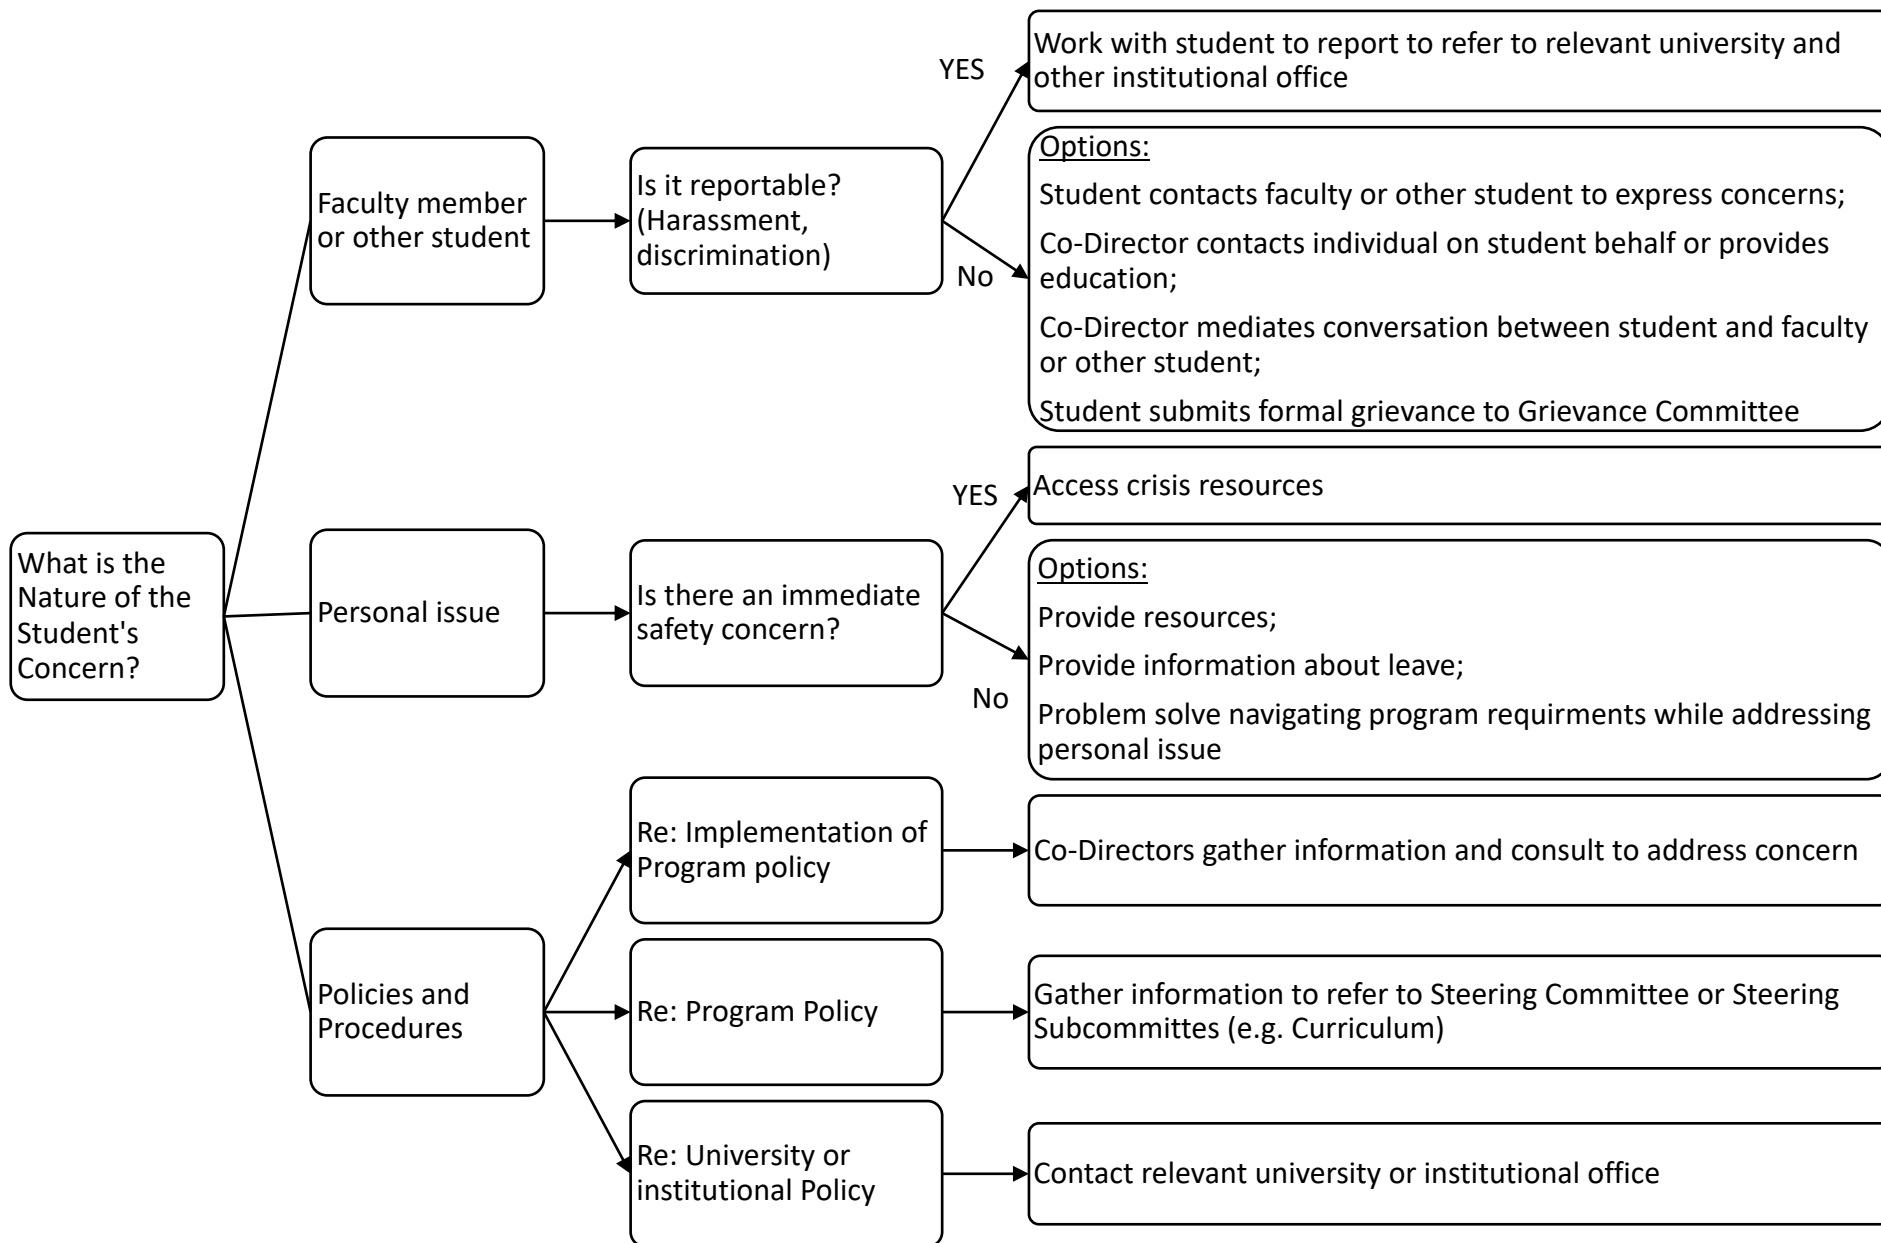 What is the
Nature of the
Student's
Concern?
Faculty member
or other student
Is it reportable?
(Harassment,
discrimination)
YES
Work with student to report to refer to relevant university and
other institutional office
No
Options:
Student contacts faculty or other student to express concerns;
Co-Director contacts individual on student behalf or provides
education;
Co-Director mediates conversation between student and faculty
or other student;
Student submits formal grievance to Grievance Committee
Personal issue
Is there an immediate
safety concern?
YES
Access crisis resources
No
Options:
Provide resources;
Provide information about leave;
Problem solve navigating program requirments while addressing
personal issue
Policies and
Procedures
Re: Implementation of
Program policy
Co-Directors gather information and consult to address concern
Re: Program Policy
Gather information to refer to Steering Committee or Steering
Subcommittes (e.g. Curriculum)
Re: University or
institutional Policy
Contact relevant university or institutional office